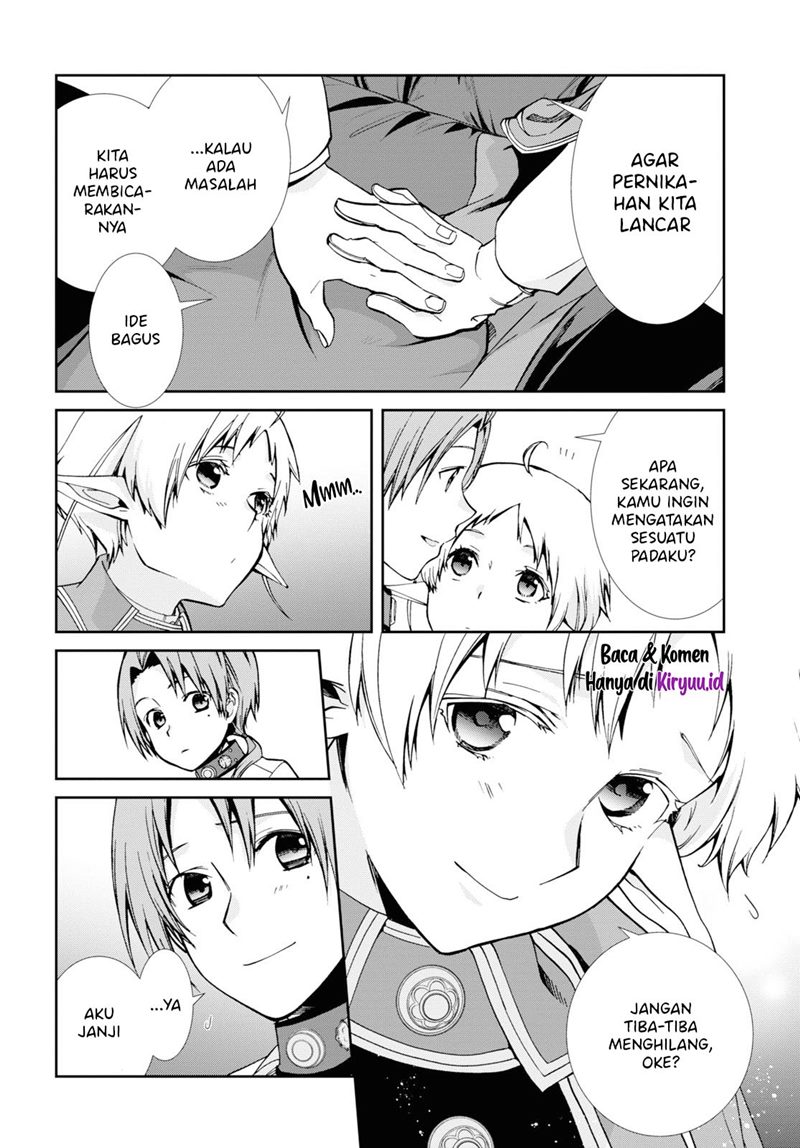 AGAR
PERNIKA-
HAN KITA
LANCAR
...KALAU
ADA
MASALAH
KITA
HARUS
MEMBICA-
RAKAN-
NYA
IDE
BAGUS
APA
SEKARANG,
KAMU INGIN
MENGATAKAN
SESUATU
PADAKU?
Mmm...
Baca & Komen
Hanya di Kiryuu.id
JANGAN
TIBA-TIBA
MENGHILANG,
OKE?
...YA
AKU
JANJI